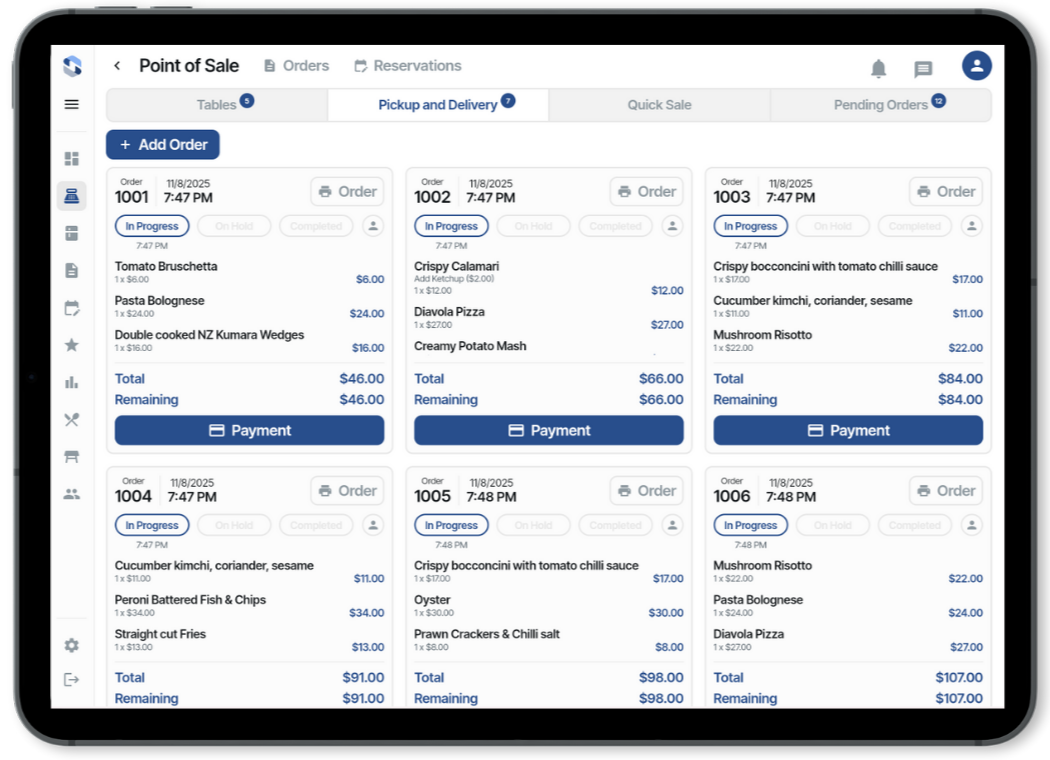 Point of Sale
Orders
Reservations
Tables 5
Pickup and Delivery 7
Quick Sale
Pending Orders 12
+ Add Order
Order
1001
11/8/2025
7:47 PM
Order
In Progress
On Hold
Completed
7:47 PM
Tomato Bruschetta
1 x $6.00
$6.00
Pasta Bolognese
1 x $24.00
$24.00
Double cooked NZ Kumara Wedges
1 x $16.00
$16.00
Total $46.00
Remaining $46.00
Payment
Order
1002
11/8/2025
7:47 PM
Order
In Progress
On Hold
Completed
7:47 PM
Crispy Calamari
Add Ketchup ($2.00)
1 x $12.00
$12.00
Diavola Pizza
1 x $27.00
$27.00
Creamy Potato Mash
Total $66.00
Remaining $66.00
Payment
Order
1003
11/8/2025
7:47 PM
Order
In Progress
On Hold
Completed
7:47 PM
Crispy bocconcini with tomato chilli sauce
1 x $17.00
$17.00
Cucumber kimchi, coriander, sesame
1 x $11.00
$11.00
Mushroom Risotto
1 x $22.00
$22.00
Total $84.00
Remaining $84.00
Payment
Order
1004
11/8/2025
7:47 PM
Order
In Progress
On Hold
Completed
7:47 PM
Cucumber kimchi, coriander, sesame
1 x $11.00
$11.00
Peroni Battered Fish & Chips
1 x $34.00
$34.00
Straight cut Fries
1 x $13.00
$13.00
Total $91.00
Remaining $91.00
Order
1005
11/8/2025
7:48 PM
Order
In Progress
On Hold
Completed
7:48 PM
Crispy bocconcini with tomato chilli sauce
1 x $17.00
$17.00
Oyster
1 x $30.00
$30.00
Prawn Crackers & Chilli salt
1 x $8.00
$8.00
Total $98.00
Remaining $98.00
Order
1006
11/8/2025
7:48 PM
Order
In Progress
On Hold
Completed
7:48 PM
Mushroom Risotto
1 x $22.00
$22.00
Pasta Bolognese
1 x $24.00
$24.00
Diavola Pizza
1 x $27.00
$27.00
Total $107.00
Remaining $107.00